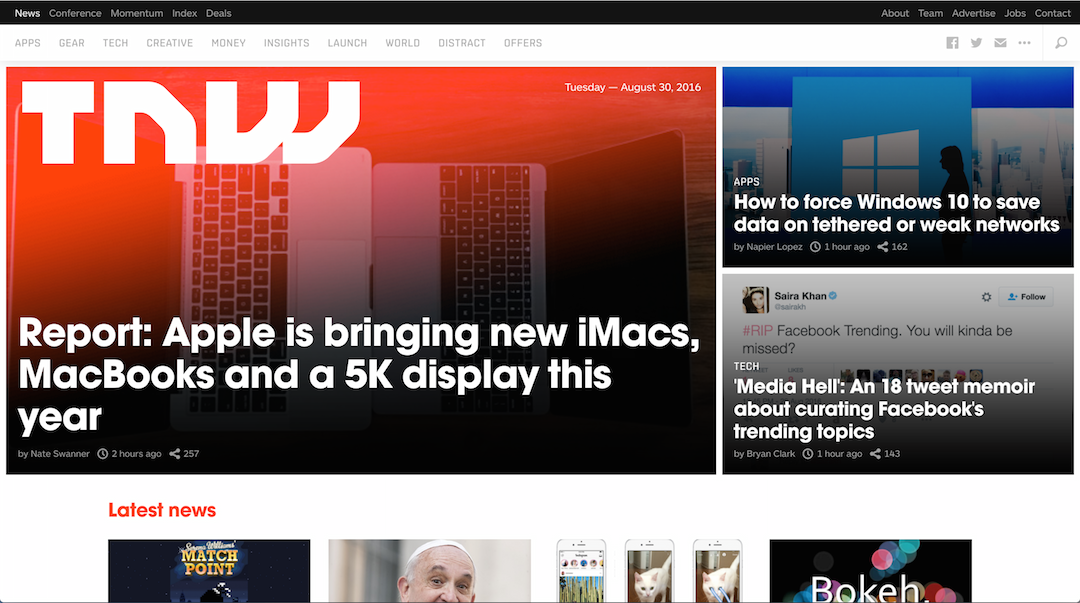 News Conference Momentum Index Deals
About Team Advertise Jobs Contact
APPS GEAR TECH CREATIVE MONEY INSIGHTS LAUNCH WORLD DISTRACT OFFERS
TNW
Tuesday — August 30, 2016
Report: Apple is bringing new iMacs,
MacBooks and a 5K display this
year
by Nate Swanner 2 hours ago 257
APPS
How to force Windows 10 to save
data on tethered or weak networks
by Napier Lopez 1 hour ago 162
Saira Khan
@sairakh
Follow
#RIP Facebook Trending. You will kinda be
missed?
TECH
'Media Hell': An 18 tweet memoir
about curating Facebook's
trending topics
by Bryan Clark 1 hour ago 143
Latest news
Serena Williams'
MATCH
POINT
Bokeh.